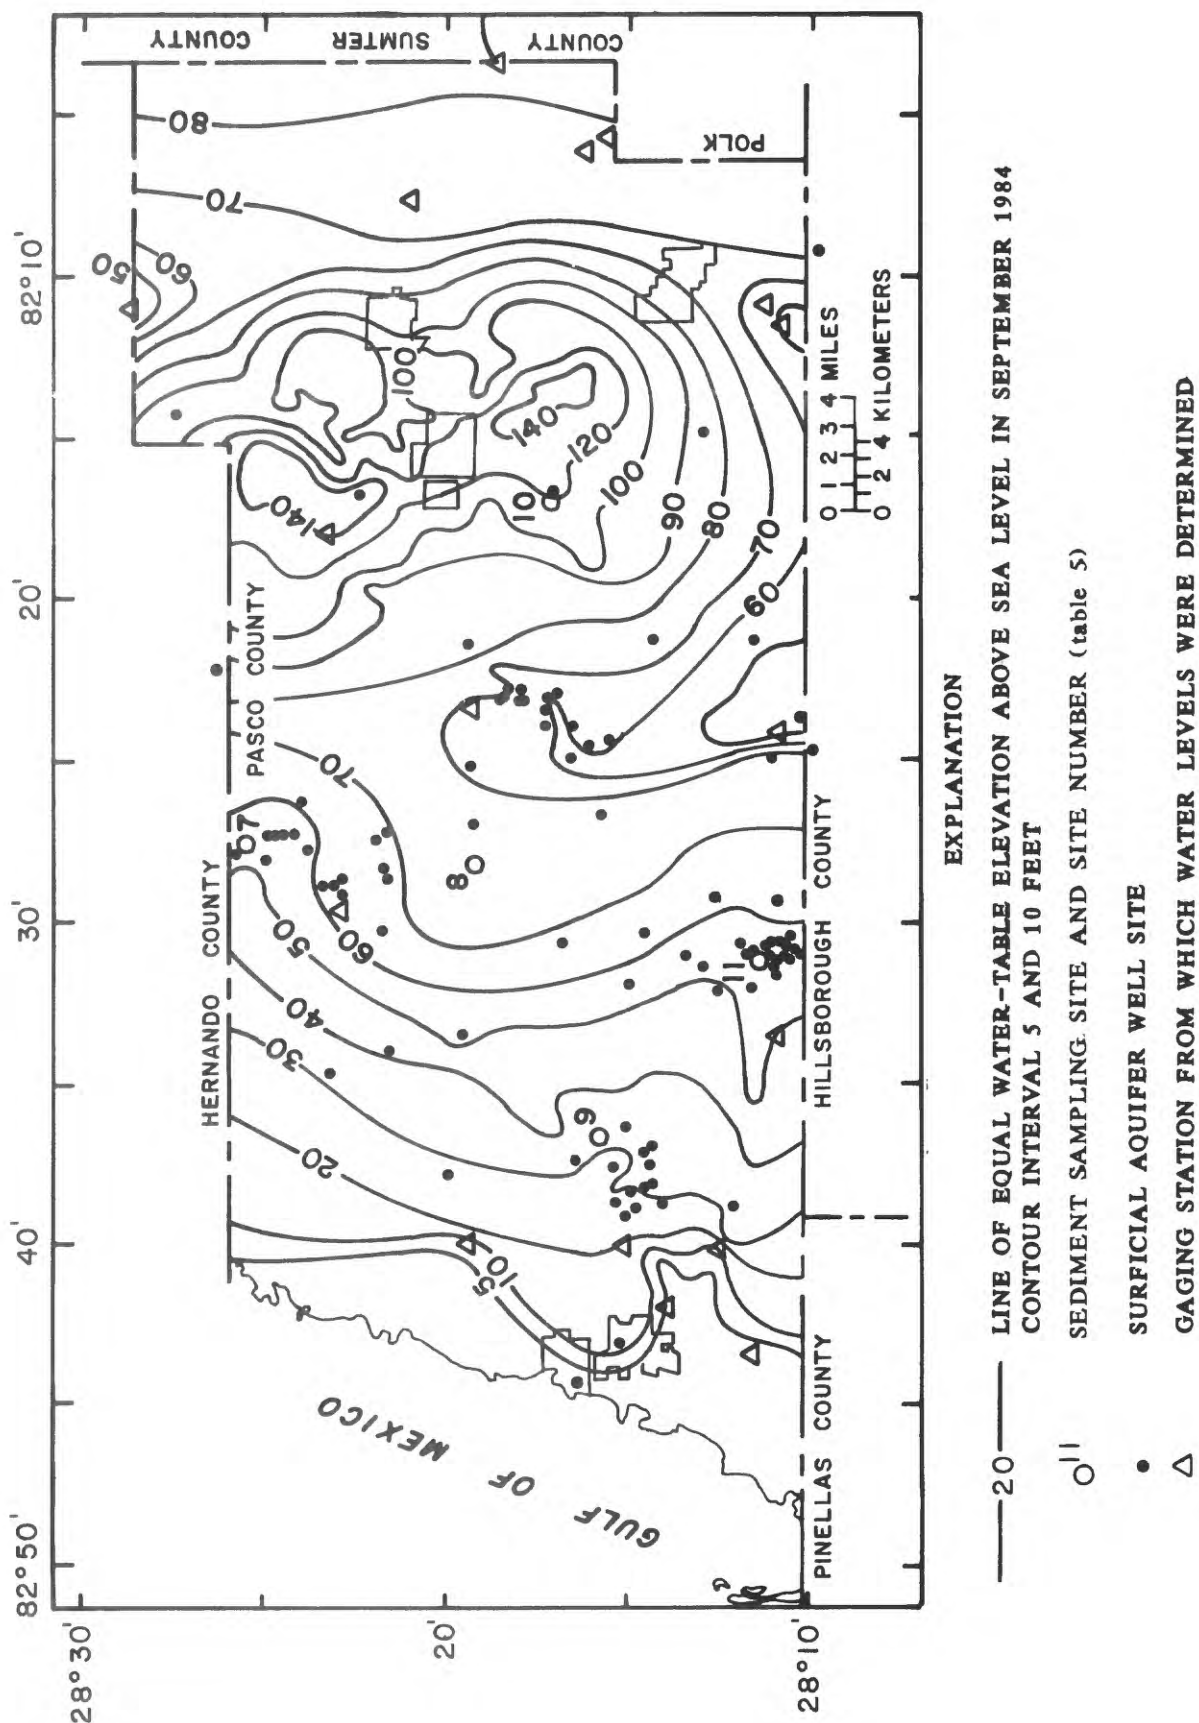 82°50'
40'
30'
20'
82°10'
28°30'
20'
28°10'
HERNANDO COUNTY
PASCO COUNTY
SUMTER COUNTY
COUNTY
POLK
COUNTY
HILLSBOROUGH COUNTY
PINELLAS COUNTY
GULF OF MEXICO
5
10
20
30
40
50
60
70
140
100
50
60
70
80
140
120
100
90
80
70
60
7
8
9
10
11
0 1 2 3 4 MILES
0 2 4 KILOMETERS
EXPLANATION
20 LINE OF EQUAL WATER-TABLE ELEVATION ABOVE SEA LEVEL IN SEPTEMBER 1984
CONTOUR INTERVAL 5 AND 10 FEET
11 SEDIMENT SAMPLING SITE AND SITE NUMBER (table 5)
SURFICIAL AQUIFER WELL SITE
GAGING STATION FROM WHICH WATER LEVELS WERE DETERMINED